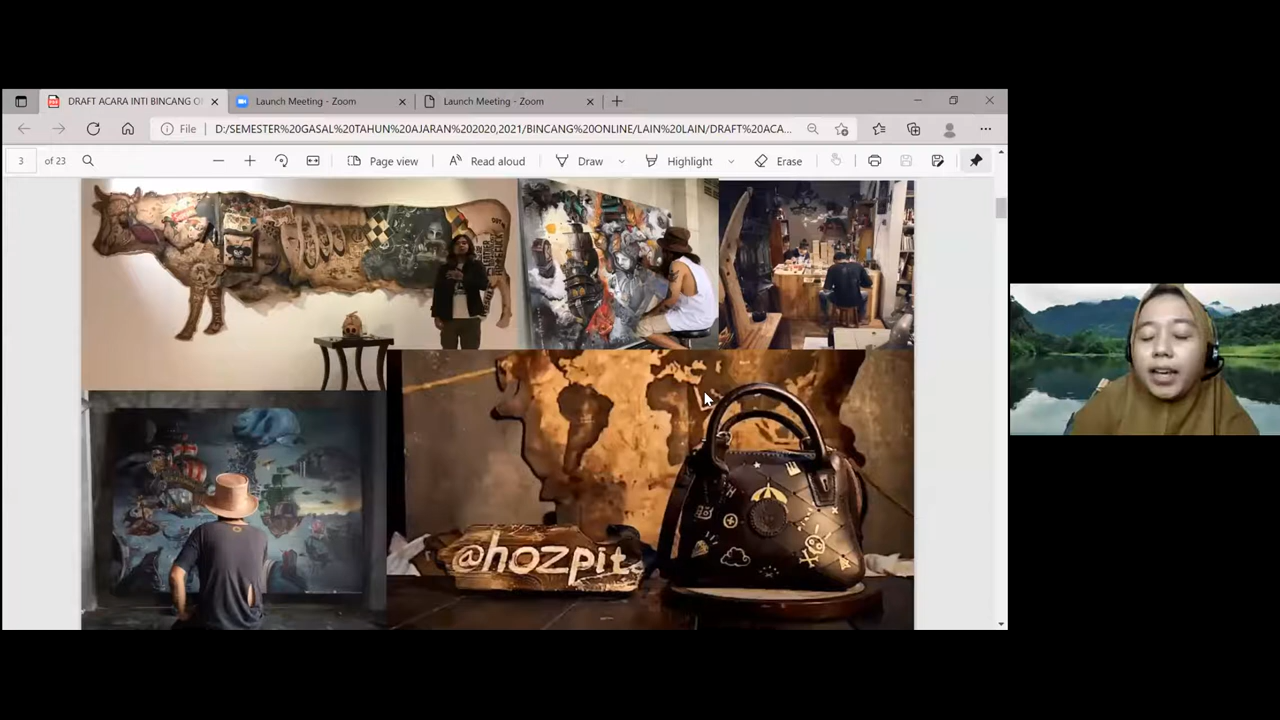 DRAFT ACARA INTI BINCANG O
Launch Meeting - Zoom
Launch Meeting - Zoom
File
D:/SEMESTER%20GASAL%20TAHUN%20AJARAN%202020,2021/BINCANG%20ONLINE/LAIN%20LAIN/DRAFT%20ACA...
3 of 23
Page view
Read aloud
Draw
Highlight
Erase
@hozpit